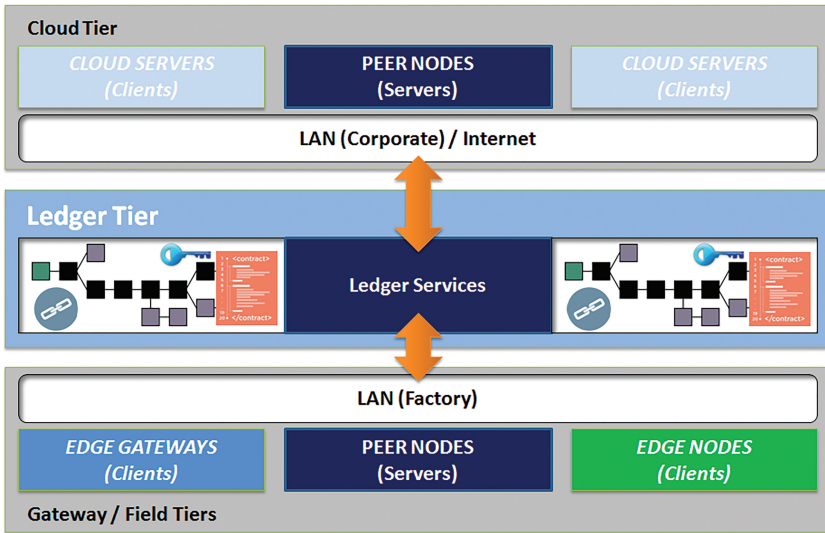 Cloud Tier
CLOUD SERVERS
(Clients)
PEER NODES
(Servers)
CLOUD SERVERS
(Clients)
LAN (Corporate) / Internet
Ledger Tier
<contract>
</contract>
Ledger Services
<contract>
</contract>
LAN (Factory)
EDGE GATEWAYS
(Clients)
PEER NODES
(Servers)
EDGE NODES
(Clients)
Gateway / Field Tiers